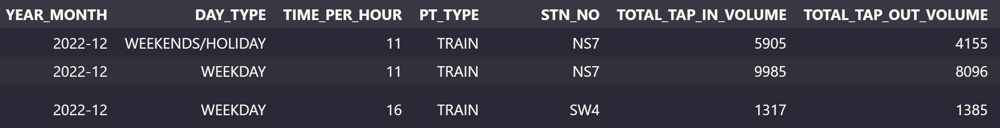 YEAR_MONTH DAY_TYPE TIME_PER_HOUR PT_TYPE STN_NO TOTAL_TAP_IN_VOLUME TOTAL_TAP_OUT_VOLUME
2022-12 WEEKENDS/HOLIDAY 11 TRAIN NS7 5905 4155
2022-12 WEEKDAY 11 TRAIN NS7 9985 8096
2022-12 WEEKDAY 16 TRAIN SW4 1317 1385